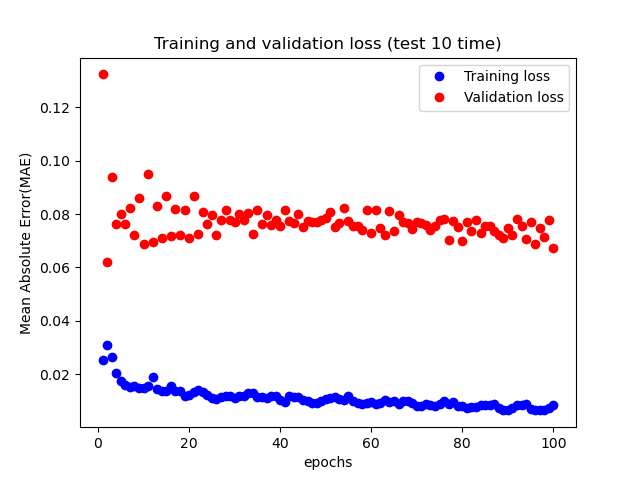 Training and validation loss (test 10 time)
Training loss
Validation loss
Mean Absolute Error(MAE)
0.12
0.10
0.08
0.06
0.04
0.02
0 20 40 60 80 100
epochs